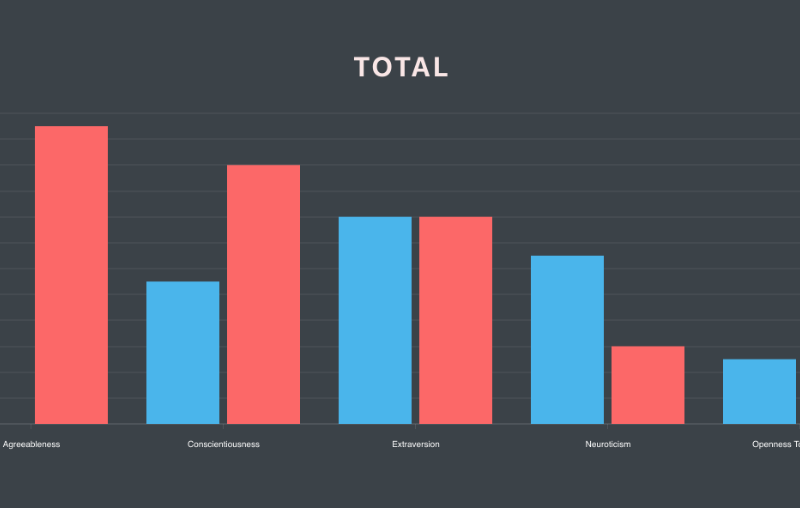 TOTAL
Agreeableness
Conscientiousness
Extraversion
Neuroticism
Openness